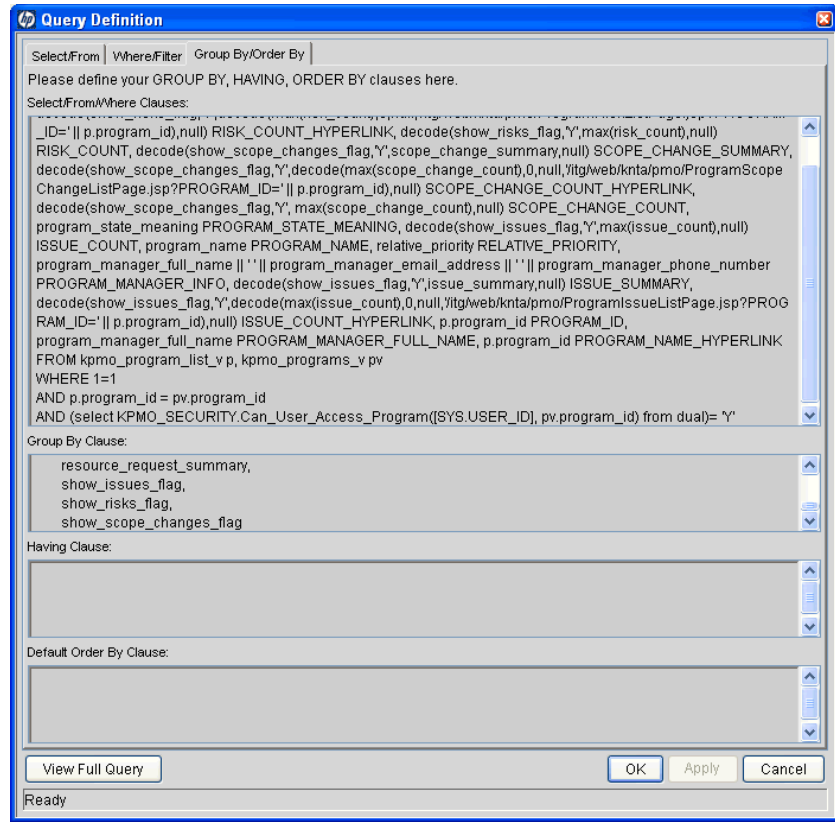 Query Definition
Select/From Where/Filter Group By/Order By
Please define your GROUP BY, HAVING, ORDER BY clauses here.
Select/From/Where Clauses:
_ID=' || p.program_id),null) RISK_COUNT_HYPERLINK, decode(show_risks_flag,'Y',max(risk_count),null)
RISK_COUNT, decode(show_scope_changes_flag,'Y',scope_change_summary,null) SCOPE_CHANGE_SUMMARY,
decode(show_scope_changes_flag,'Y',decode(max(scope_change_count),0,null,'/itg/web/knta/pmo/ProgramScope
ChangeListPage.jsp?PROGRAM_ID=' || p.program_id),null) SCOPE_CHANGE_COUNT_HYPERLINK,
decode(show_scope_changes_flag,'Y', max(scope_change_count),null) SCOPE_CHANGE_COUNT,
program_state_meaning PROGRAM_STATE_MEANING, decode(show_issues_flag,'Y',max(issue_count),null)
ISSUE_COUNT, program_name PROGRAM_NAME, relative_priority RELATIVE_PRIORITY,
program_manager_full_name || ' ' || program_manager_email_address || ' ' || program_manager_phone_number
PROGRAM_MANAGER_INFO, decode(show_issues_flag,'Y',issue_summary,null) ISSUE_SUMMARY,
decode(show_issues_flag,'Y',decode(max(issue_count),0,null,'/itg/web/knta/pmo/ProgramIssueListPage.jsp?PROG
RAM_ID=' || p.program_id),null) ISSUE_COUNT_HYPERLINK, p.program_id PROGRAM_ID,
program_manager_full_name PROGRAM_MANAGER_FULL_NAME, p.program_id PROGRAM_NAME_HYPERLINK
FROM kpmo_program_list_v p, kpmo_programs_v pv
WHERE 1=1
AND p.program_id = pv.program_id
AND (select KPMO_SECURITY.Can_User_Access_Program([SYS.USER_ID], pv.program_id) from dual)= 'Y'
Group By Clause:
resource_request_summary,
show_issues_flag,
show_risks_flag,
show_scope_changes_flag
Having Clause:
Default Order By Clause:
View Full Query OK Apply Cancel
Ready